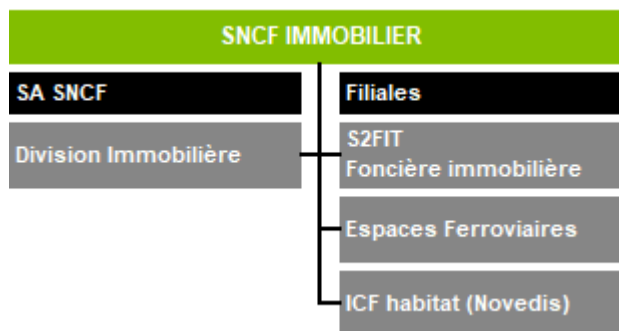 SNCF IMMOBILIER
SA SNCF
Filiales
Division Immobilière
S2FIT
Foncière immobilière
Espaces Ferroviaires
ICF habitat (Novedis)